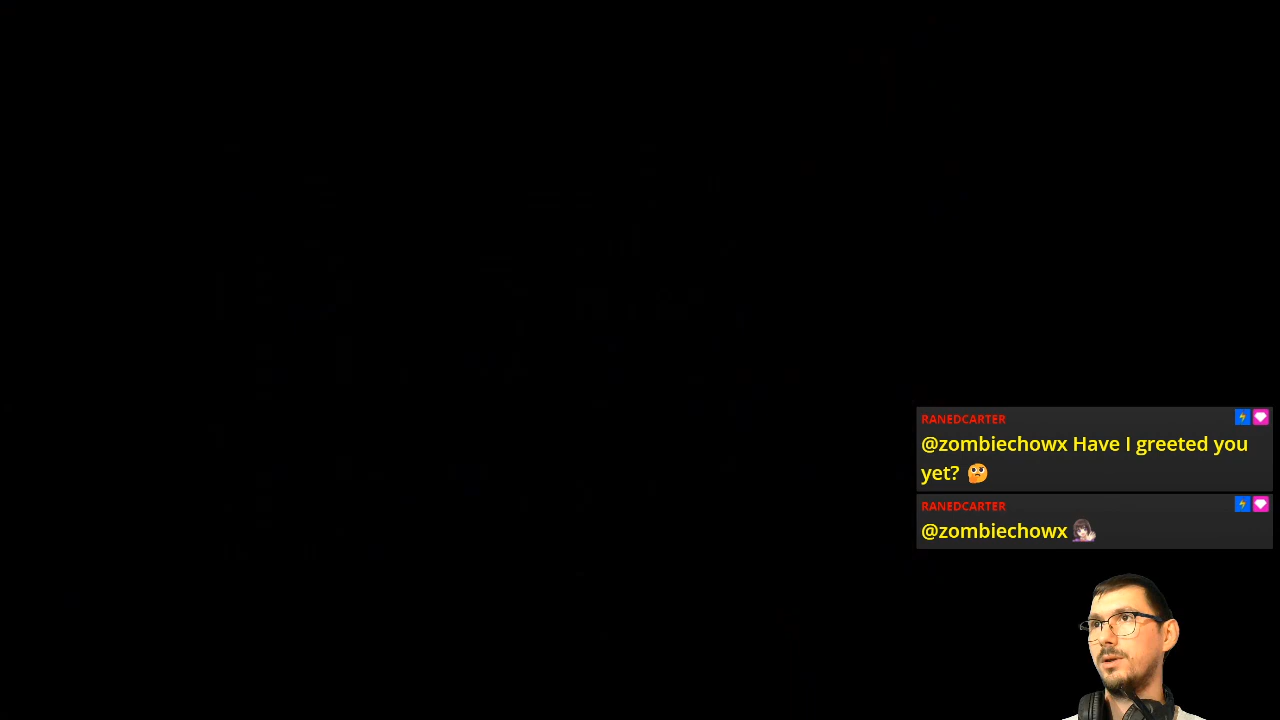 RANEDCARTER
@zombiechowx Have I greeted you
yet? 🤔
RANEDCARTER
@zombiechowx